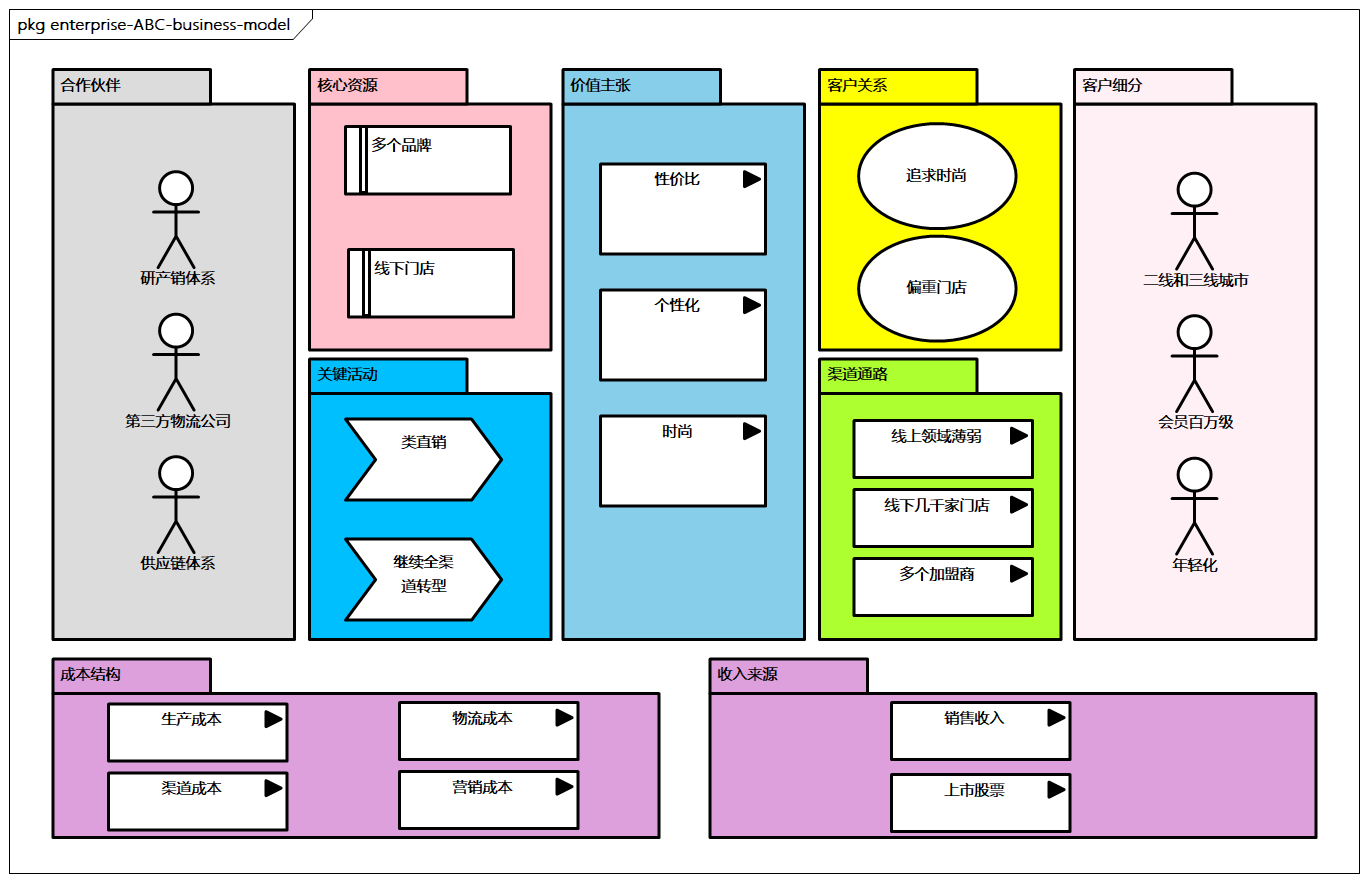 pkg enterprise-ABC-business-model
合作伙伴
研产销体系
第三方物流公司
供应链体系
核心资源
多个品牌
线下门店
关键活动
类直销
继续全渠
道转型
价值主张
性价比
个性化
时尚
客户关系
追求时尚
偏重门店
渠道通路
线上领域薄弱
线下几千家门店
多个加盟商
客户细分
二线和三线城市
会员百万级
年轻化
成本结构
生产成本
物流成本
渠道成本
营销成本
收入来源
销售收入
上市股票